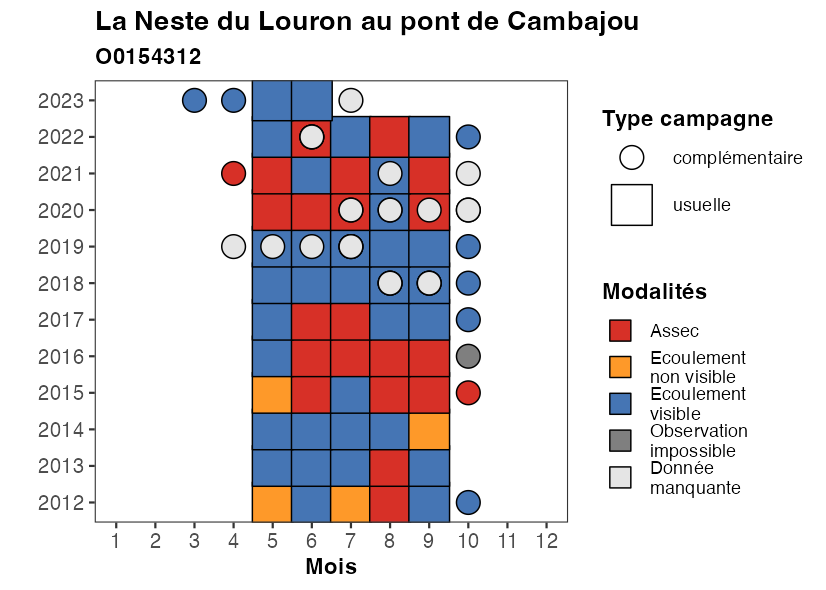 La Neste du Louron au pont de Cambajou
O0154312
2023
2022
2021
2020
2019
2018
2017
2016
2015
2014
2013
2012
1 2 3 4 5 6 7 8 9 10 11 12
Mois
Type campagne
complémentaire
usuelle
Modalités
Assec
Ecoulement
non visible
Ecoulement
visible
Observation
impossible
Donnée
manquante